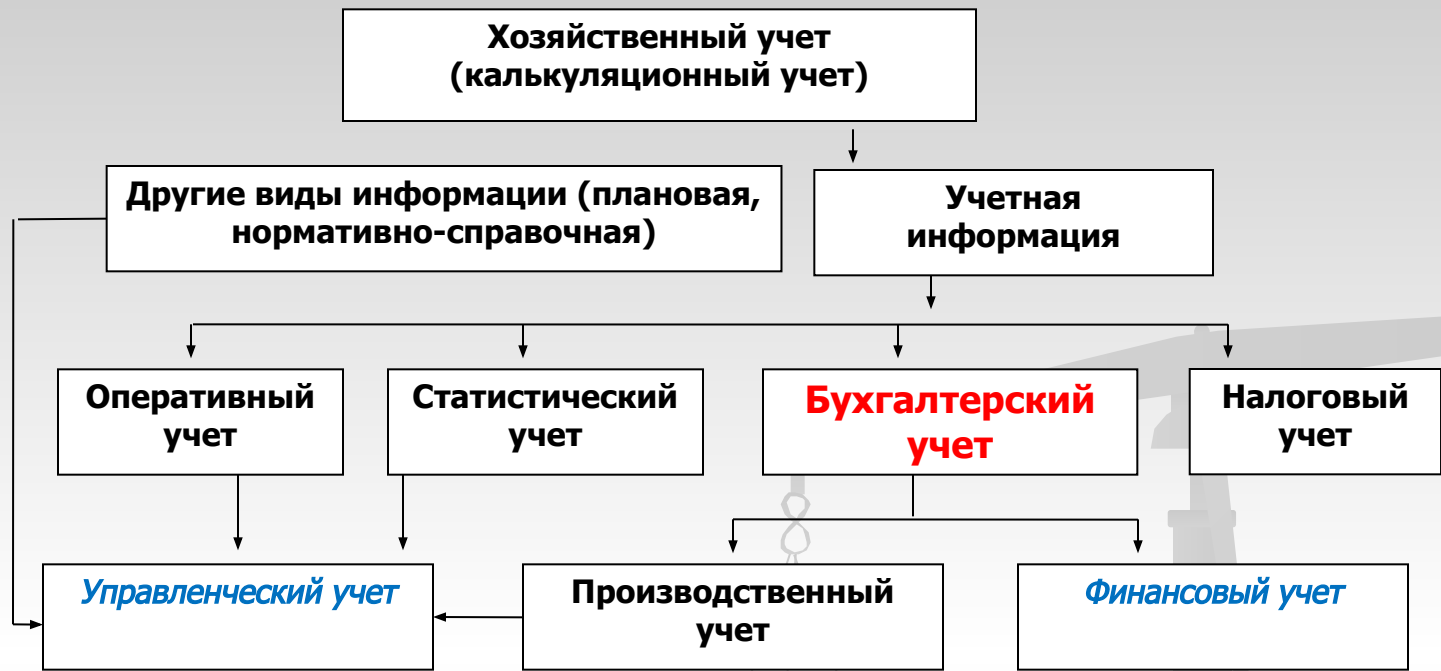 Хозяйственный учет
(калькуляционный учет)
Другие виды информации (плановая,
нормативно-справочная)
Учетная
информация
Оперативный
учет
Статистический
учет
Бухгалтерский
учет
Налоговый
учет
Управленческий учет
Производственный
учет
Финансовый учет